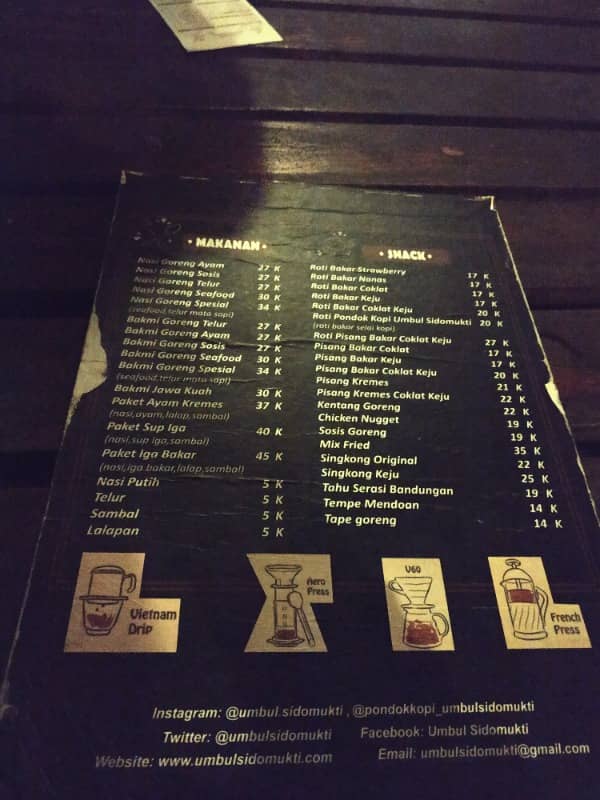 MAKANAN
Nasi Goreng Ayam 27 K
Nasi Goreng Sosis 27 K
Nasi Goreng Telur 27 K
Nasi Goreng Seafood 30 K
Nasi Goreng Spesial 34 K
(seafood,telur mata sapi)
Bakmi Goreng Telur 27 K
Bakmi Goreng Ayam 27 K
Bakmi Goreng Sosis 27 K
Bakmi Goreng Seafood 30 K
Bakmi Goreng Spesial 34 K
(seafood,telur mata sapi)
Bakmi Jawa Kuah 30 K
Paket Ayam Kremes 37 K
(nasi,ayam,lalap,sambal)
Paket Sup Iga 40 K
(nasi,sup iga,sambal)
Paket Iga Bakar 45 K
(nasi,iga bakar,lalap,sambal)
Nasi Putih 5 K
Telur 5 K
Sambal 5 K
Lalapan 5 K
SNACK
Roti Bakar Strawberry 17 K
Roti Bakar Nanas 17 K
Roti Bakar Coklat 17 K
Roti Bakar Keju 17 K
Roti Bakar Coklat Keju 20 K
Roti Pondok Kopi Umbul Sidomukti 20 K
(roti bakar selai kopi)
Roti Pisang Bakar Coklat Keju 27 K
Pisang Bakar Coklat 17 K
Pisang Bakar Keju 17 K
Pisang Bakar Coklat Keju 20 K
Pisang Kremes 21 K
Pisang Kremes Coklat Keju 22 K
Kentang Goreng 22 K
Chicken Nugget 19 K
Sosis Goreng 19 K
Mix Fried 35 K
Singkong Original 22 K
Singkong Keju 25 K
Tahu Serasi Bandungan 19 K
Tempe Mendoan 14 K
Tape goreng 14 K
Vietnam
Drip
Aero
Press
V60
French
Press
Instagram: @umbul.sidomukti , @pondokkopi_umbulsidomukti
Twitter: @umbulsidomukti Facebook: Umbul Sidomukti
Website: www.umbulsidomukti.com Email: umbulsidomukti@gmail.com